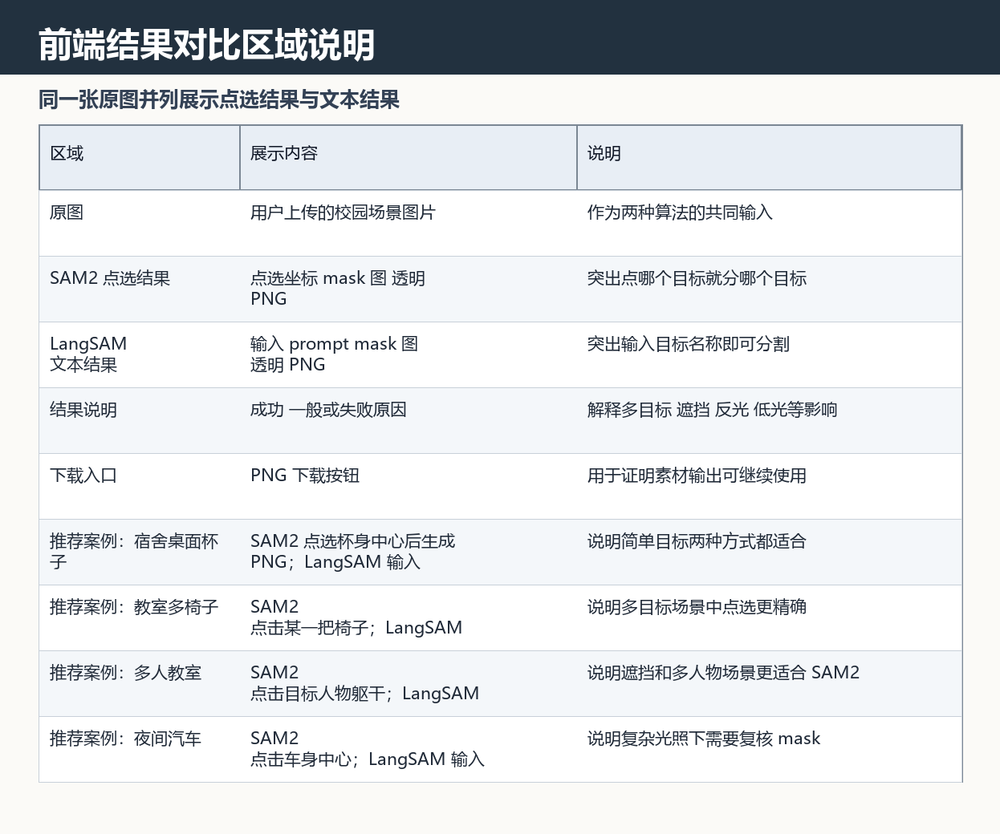 前端结果对比区域说明
同一张原图并列展示点选结果与文本结果
区域 展示内容 说明
原图 用户上传的校园场景图片 作为两种算法的共同输入
SAM2 点选结果 点选坐标 mask 图 透明 突出点哪个目标就分哪个目标
PNG
LangSAM 输入 prompt mask 图 突出输入目标名称即可分割
文本结果 透明 PNG
结果说明 成功 一般或失败原因 解释多目标 遮挡 反光 低光等影响
下载入口 PNG 下载按钮 用于证明素材输出可继续使用
推荐案例：宿舍桌面杯 SAM2 点选杯身中心后生成 说明简单目标两种方式都适合
子 PNG；LangSAM 输入
推荐案例：教室多椅子 SAM2 说明多目标场景中点选更精确
点击某一把椅子；LangSAM
推荐案例：多人教室 SAM2 说明遮挡和多人物场景更适合 SAM2
点击目标人物躯干；LangSAM
推荐案例：夜间汽车 SAM2 说明复杂光照下需要复核 mask
点击车身中心；LangSAM 输入